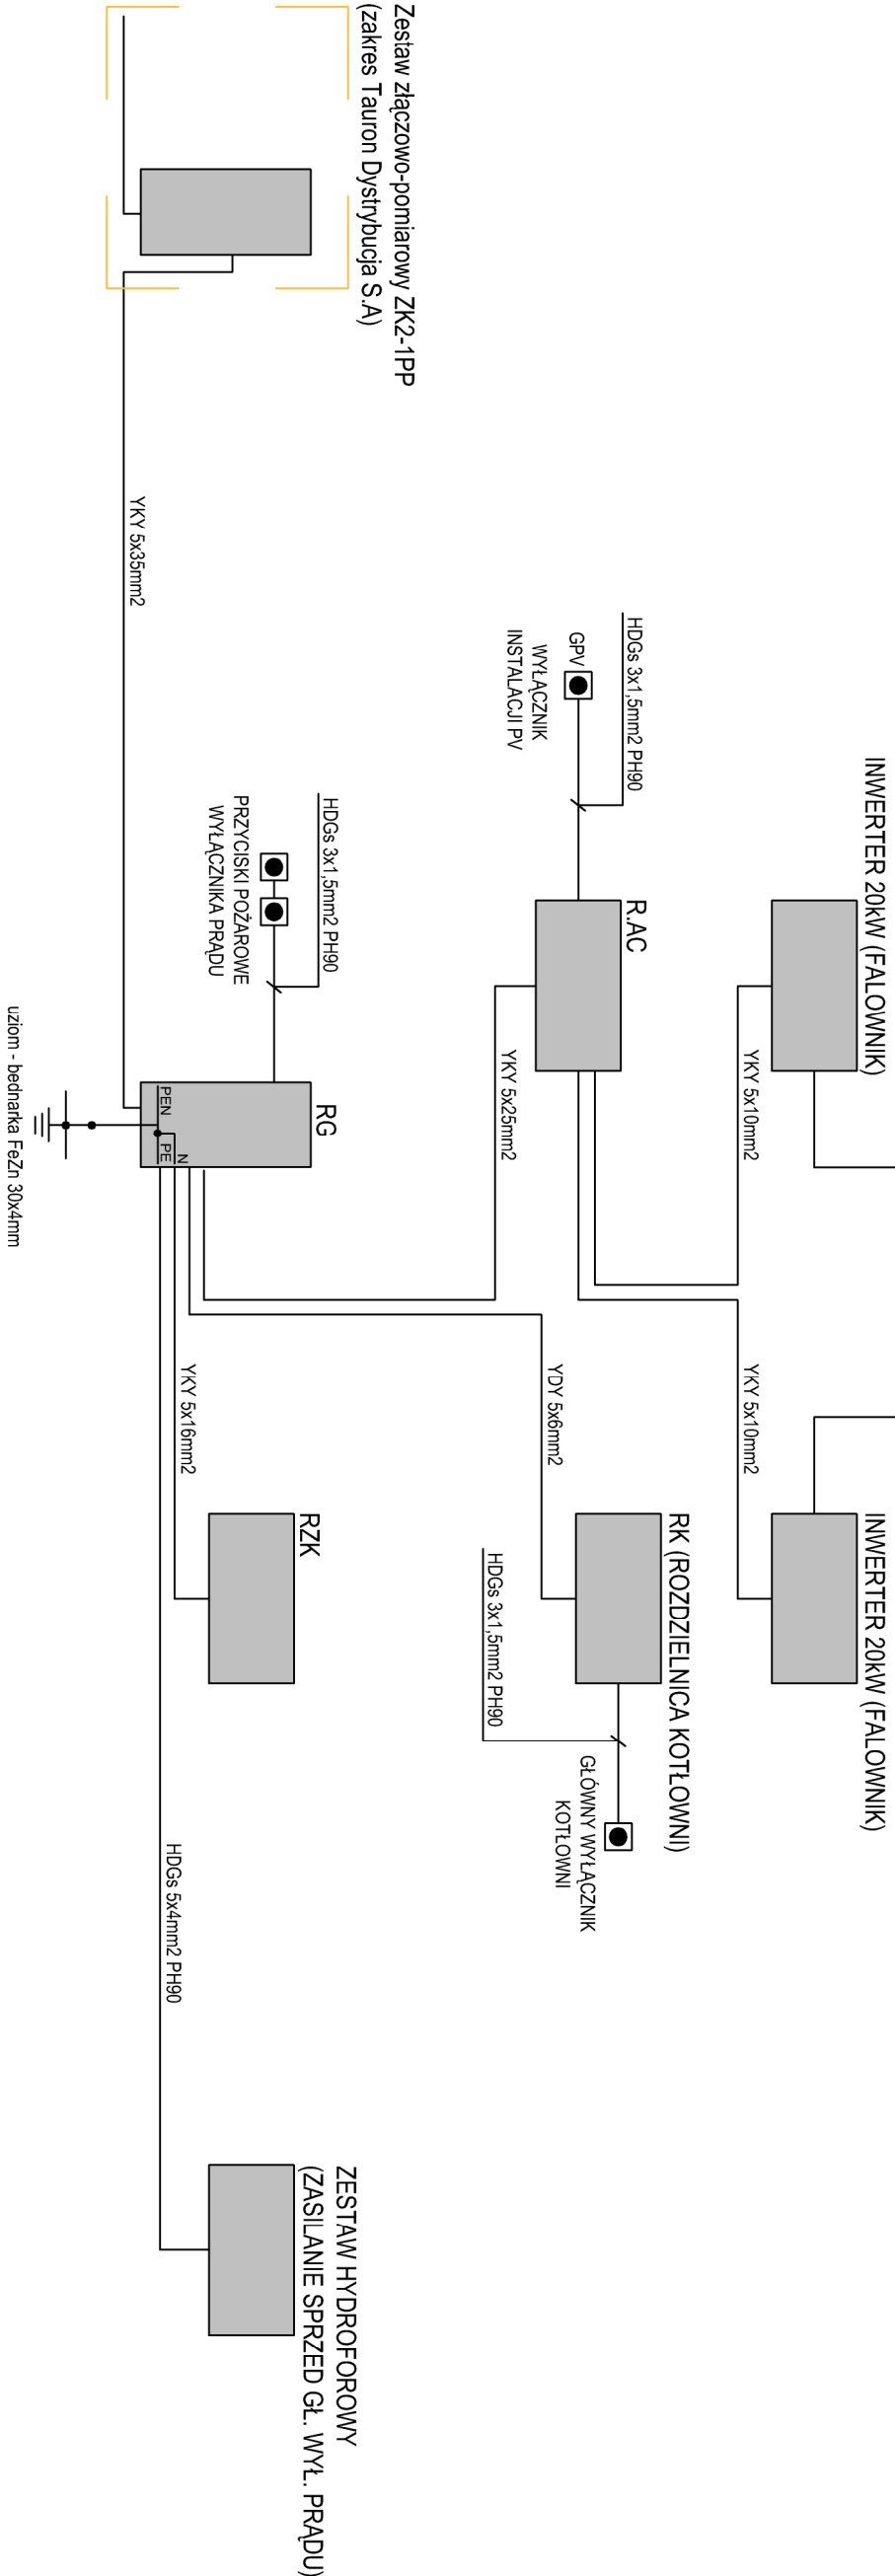 INWERTER 20kW (FALOWNIK)
INWERTER 20kW (FALOWNIK)
YKY 5x10mm2
YKY 5x10mm2
RK (ROZDZIELNICA KOTŁOWNI)
HDGs 3x1,5mm2 PH90
R.AC
GPV
WYŁĄCZNIK
INSTALACJI PV
GŁÓWNY WYŁĄCZNIK
KOTŁOWNI
YDY 5x6mm2
YKY 5x25mm2
HDGs 3x1,5mm2 PH90
Zestaw złączowo-pomiarowy ZK2-1PP
(zakres Tauron Dystrybucja S.A)
HDGs 3x1,5mm2 PH90
RG
RZK
ZESTAW HYDROFOROWY
(ZASILANIE SPRZED GŁ. WYŁ. PRĄDU)
PRZYCISKI POŻAROWE
WYŁĄCZNIKA PRĄDU
N
PEN
PE
YKY 5x16mm2
HDGs 5x4mm2 PH90
YKY 5x35mm2
uziom - bednarka FeZn 30x4mm